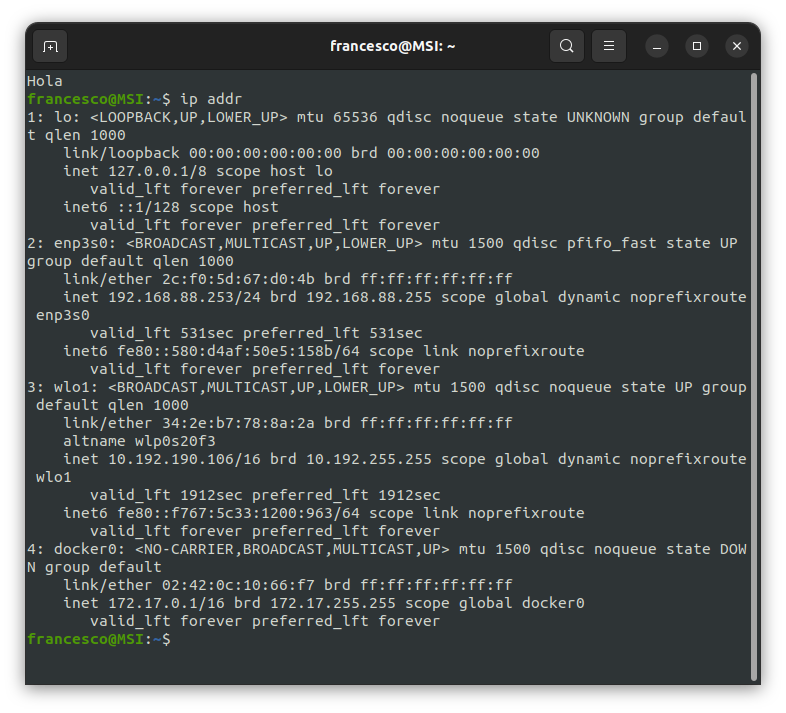 francesco@MSI: ~
Hola
francesco@MSI:~$ ip addr
1: lo: <LOOPBACK,UP,LOWER_UP> mtu 65536 qdisc noqueue state UNKNOWN group defaul
t qlen 1000
    link/loopback 00:00:00:00:00:00 brd 00:00:00:00:00:00
    inet 127.0.0.1/8 scope host lo
       valid_lft forever preferred_lft forever
    inet6 ::1/128 scope host
       valid_lft forever preferred_lft forever
2: enp3s0: <BROADCAST,MULTICAST,UP,LOWER_UP> mtu 1500 qdisc pfifo_fast state UP
group default qlen 1000
    link/ether 2c:f0:5d:67:d0:4b brd ff:ff:ff:ff:ff:ff
    inet 192.168.88.253/24 brd 192.168.88.255 scope global dynamic noprefixroute
 enp3s0
       valid_lft 531sec preferred_lft 531sec
    inet6 fe80::580:d4af:50e5:158b/64 scope link noprefixroute
       valid_lft forever preferred_lft forever
3: wlo1: <BROADCAST,MULTICAST,UP,LOWER_UP> mtu 1500 qdisc noqueue state UP group
 default qlen 1000
    link/ether 34:2e:b7:78:8a:2a brd ff:ff:ff:ff:ff:ff
    altname wlp0s20f3
    inet 10.192.190.106/16 brd 10.192.255.255 scope global dynamic noprefixroute
 wlo1
       valid_lft 1912sec preferred_lft 1912sec
    inet6 fe80::f767:5c33:1200:963/64 scope link noprefixroute
       valid_lft forever preferred_lft forever
4: docker0: <NO-CARRIER,BROADCAST,MULTICAST,UP> mtu 1500 qdisc noqueue state DOW
N group default
    link/ether 02:42:0c:10:66:f7 brd ff:ff:ff:ff:ff:ff
    inet 172.17.0.1/16 brd 172.17.255.255 scope global docker0
       valid_lft forever preferred_lft forever
francesco@MSI:~$